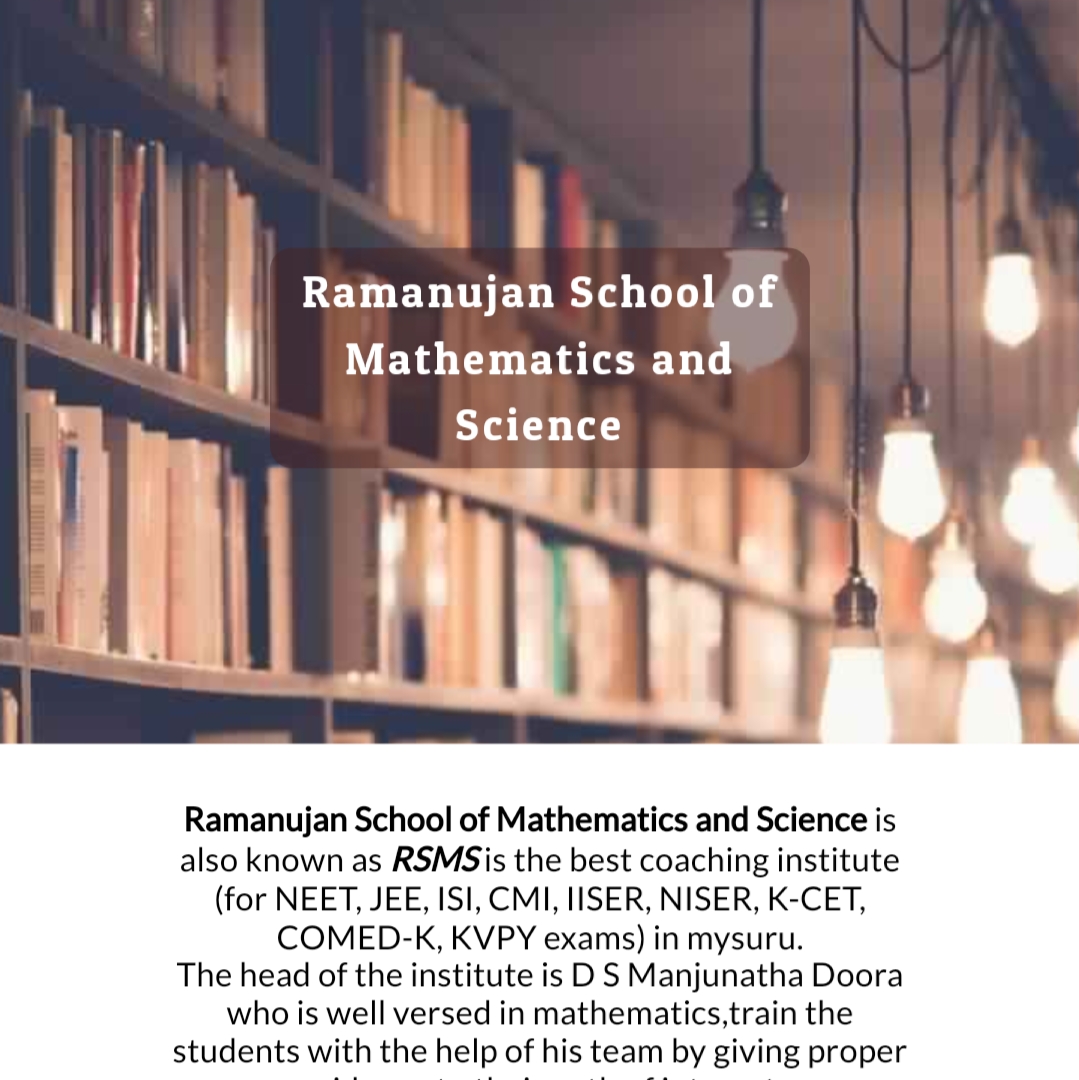 Ramanujan School of
Mathematics and
Science
Ramanujan School of Mathematics and Science is
also known as RSMS is the best coaching institute
(for NEET, JEE, ISI, CMI, IISER, NISER, K-CET,
COMED-K, KVPY exams) in mysuru.
The head of the institute is D S Manjunatha Doora
who is well versed in mathematics,train the
students with the help of his team by giving proper